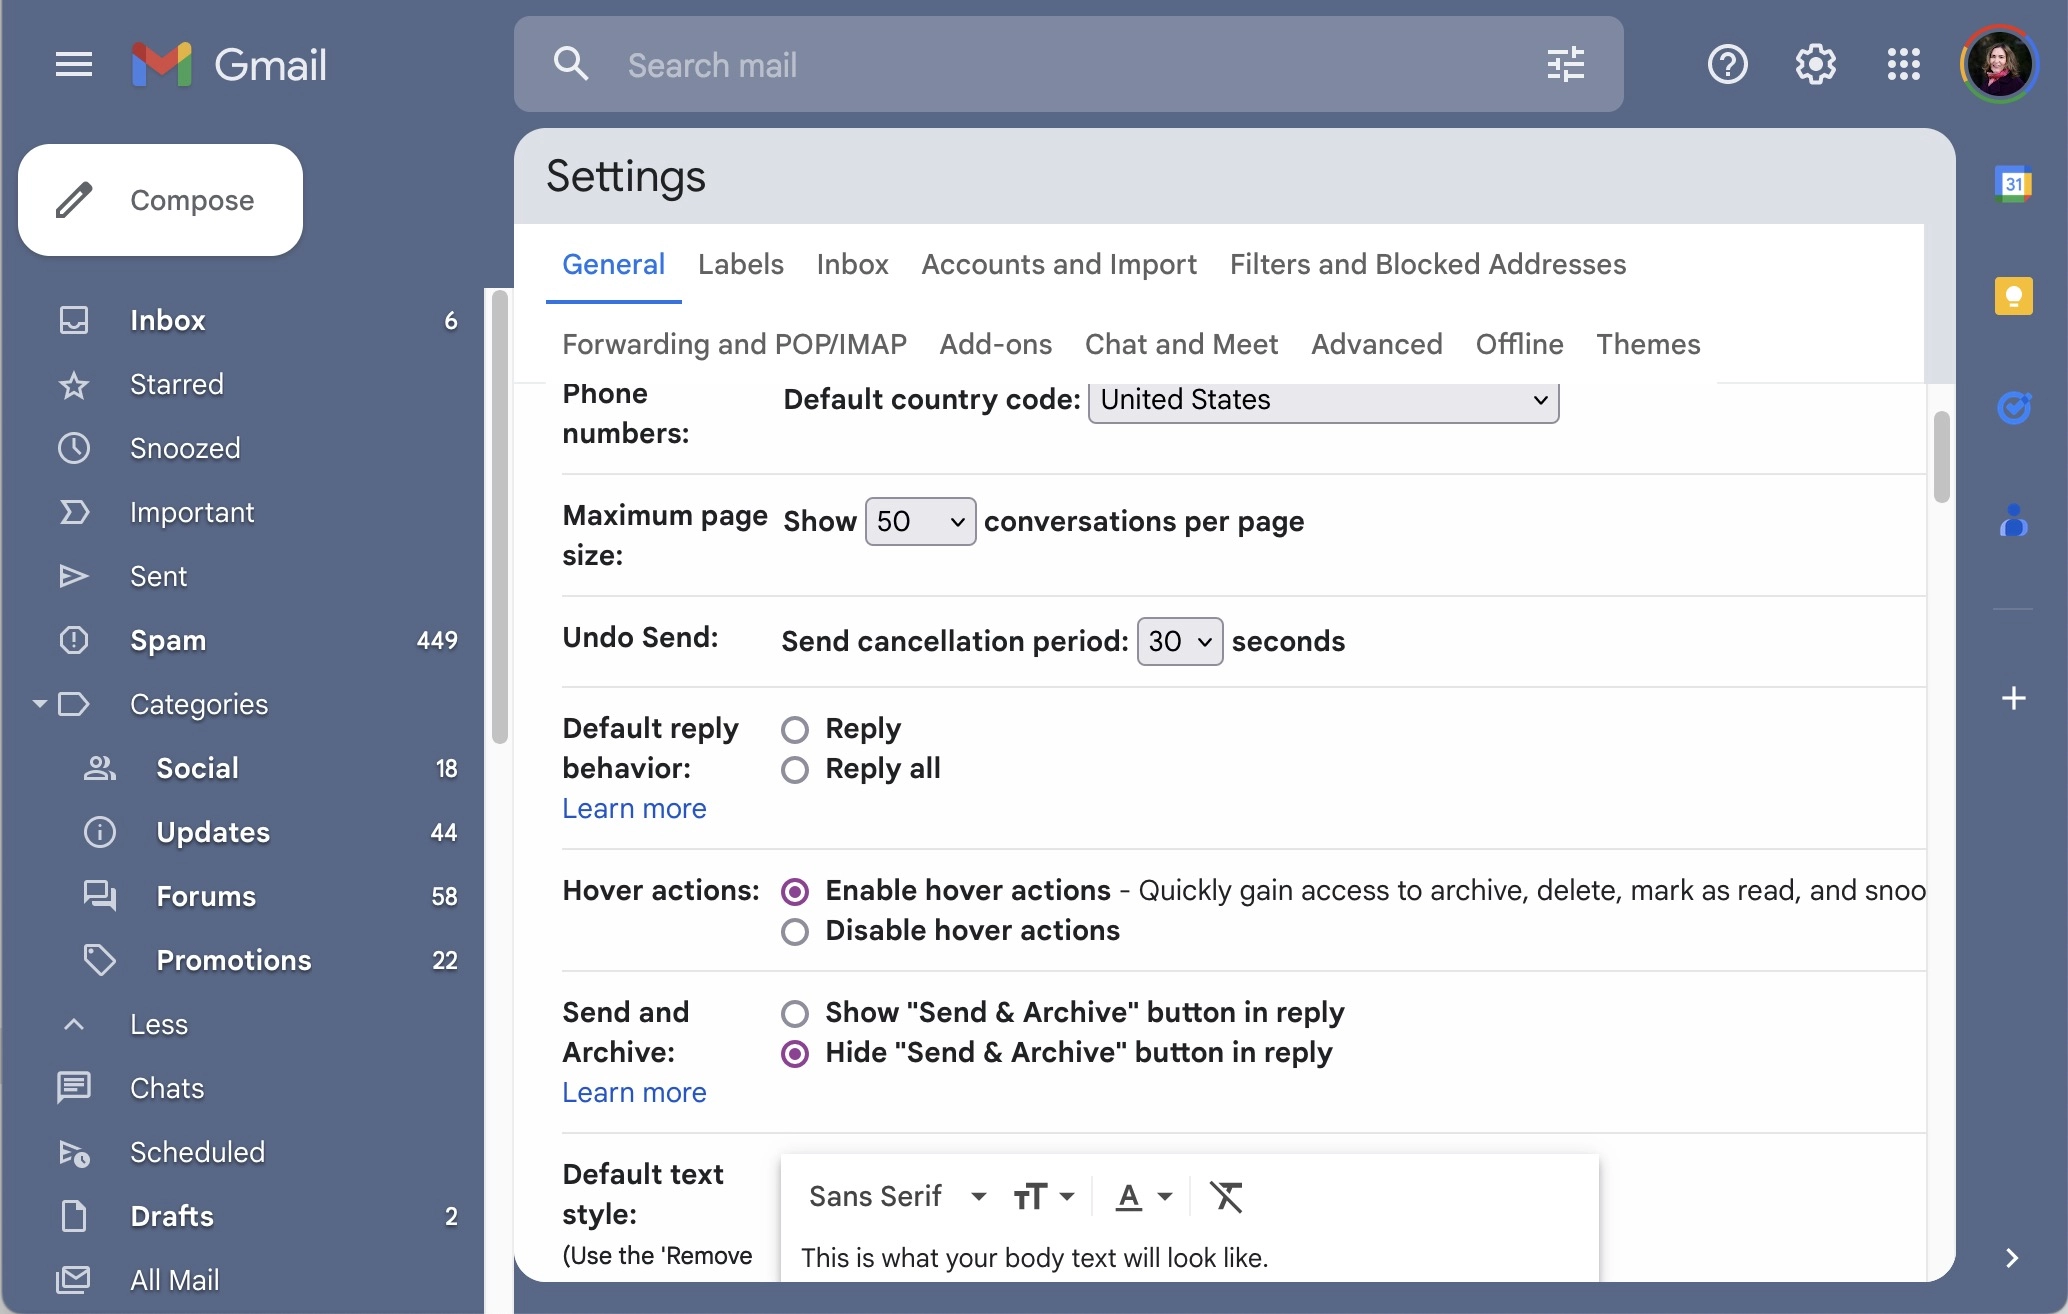 Gmail
Search mail
Compose
Inbox 6
Starred
Snoozed
Important
Sent
Spam 449
Categories
Social 18
Updates 44
Forums 58
Promotions 22
Less
Chats
Scheduled
Drafts 2
All Mail
Settings
General Labels Inbox Accounts and Import Filters and Blocked Addresses
Forwarding and POP/IMAP Add-ons Chat and Meet Advanced Offline Themes
Phone
numbers:
Default country code: United States
Maximum page
size:
Show 50 conversations per page
Undo Send:
Send cancellation period: 30 seconds
Default reply
behavior:
Learn more
Reply
Reply all
Hover actions:
Enable hover actions - Quickly gain access to archive, delete, mark as read, and snoo
Disable hover actions
Send and
Archive:
Learn more
Show "Send & Archive" button in reply
Hide "Send & Archive" button in reply
Default text
style:
(Use the 'Remove
Sans Serif
This is what your body text will look like.
31